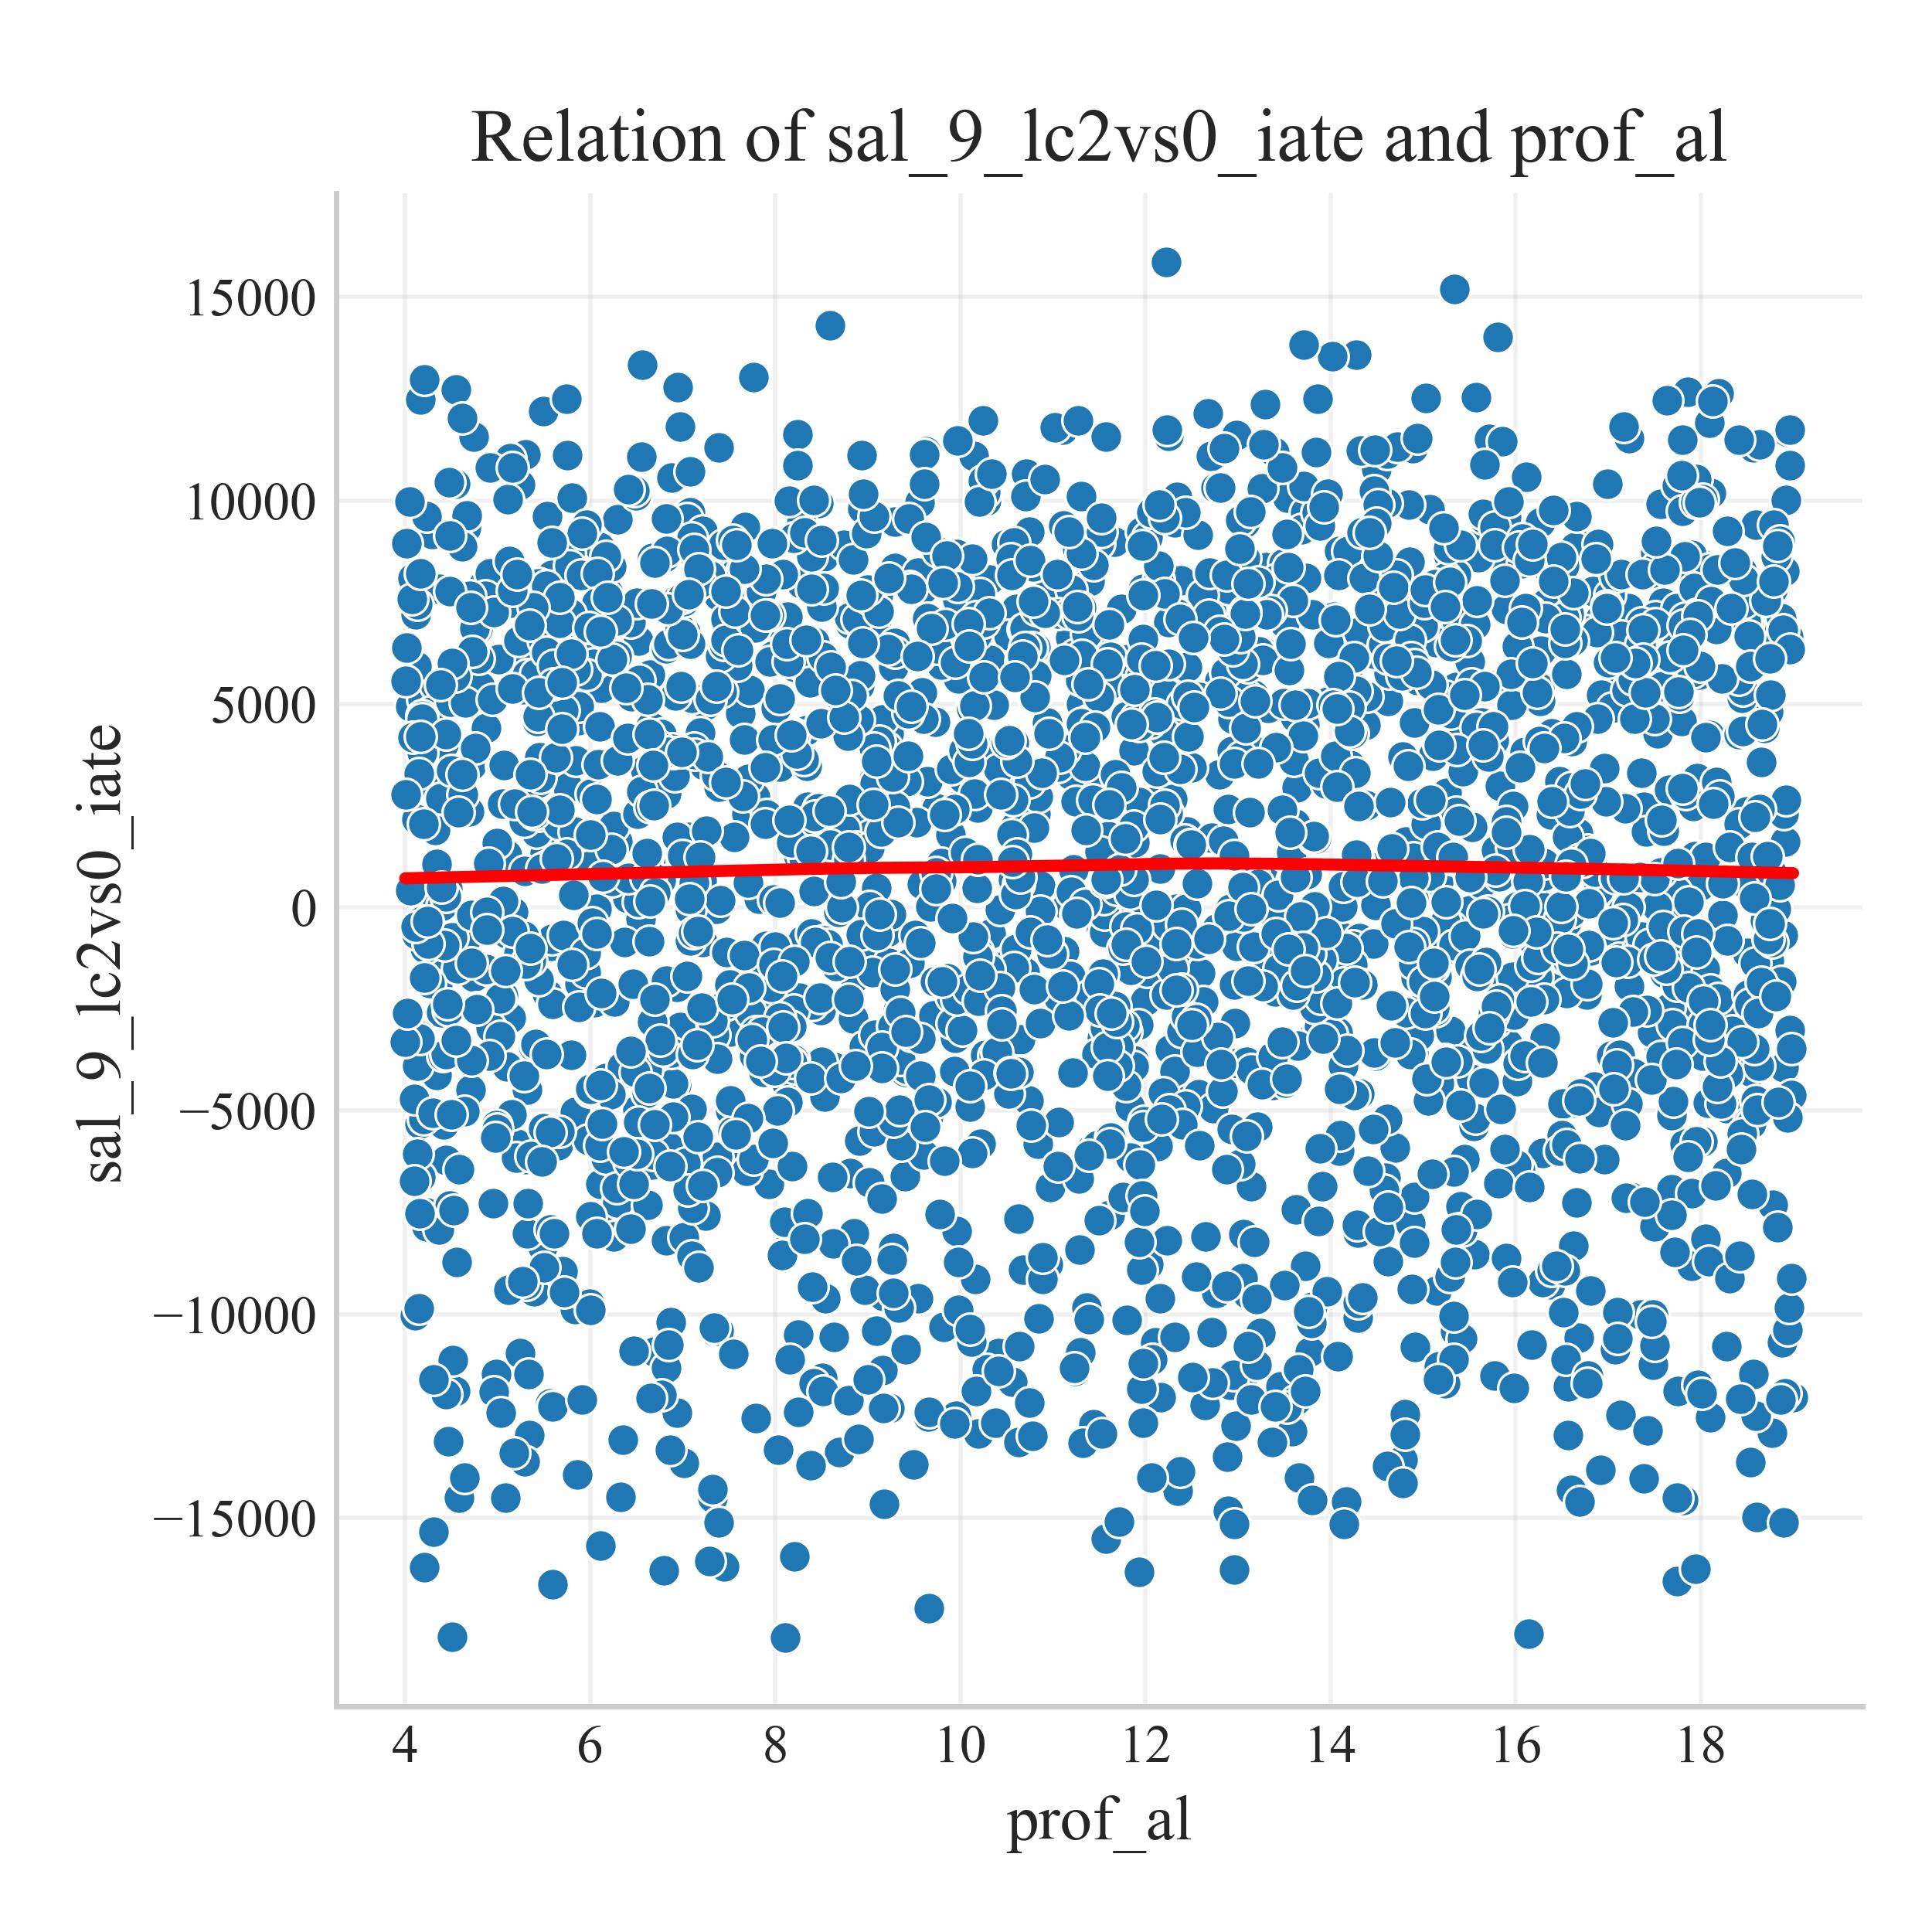 Relation of sal_9_lc2vs0_iate and prof_al
sal_9_lc2vs0_iate
15000
10000
5000
0
−5000
−10000
−15000
4 6 8 10 12 14 16 18
prof_al